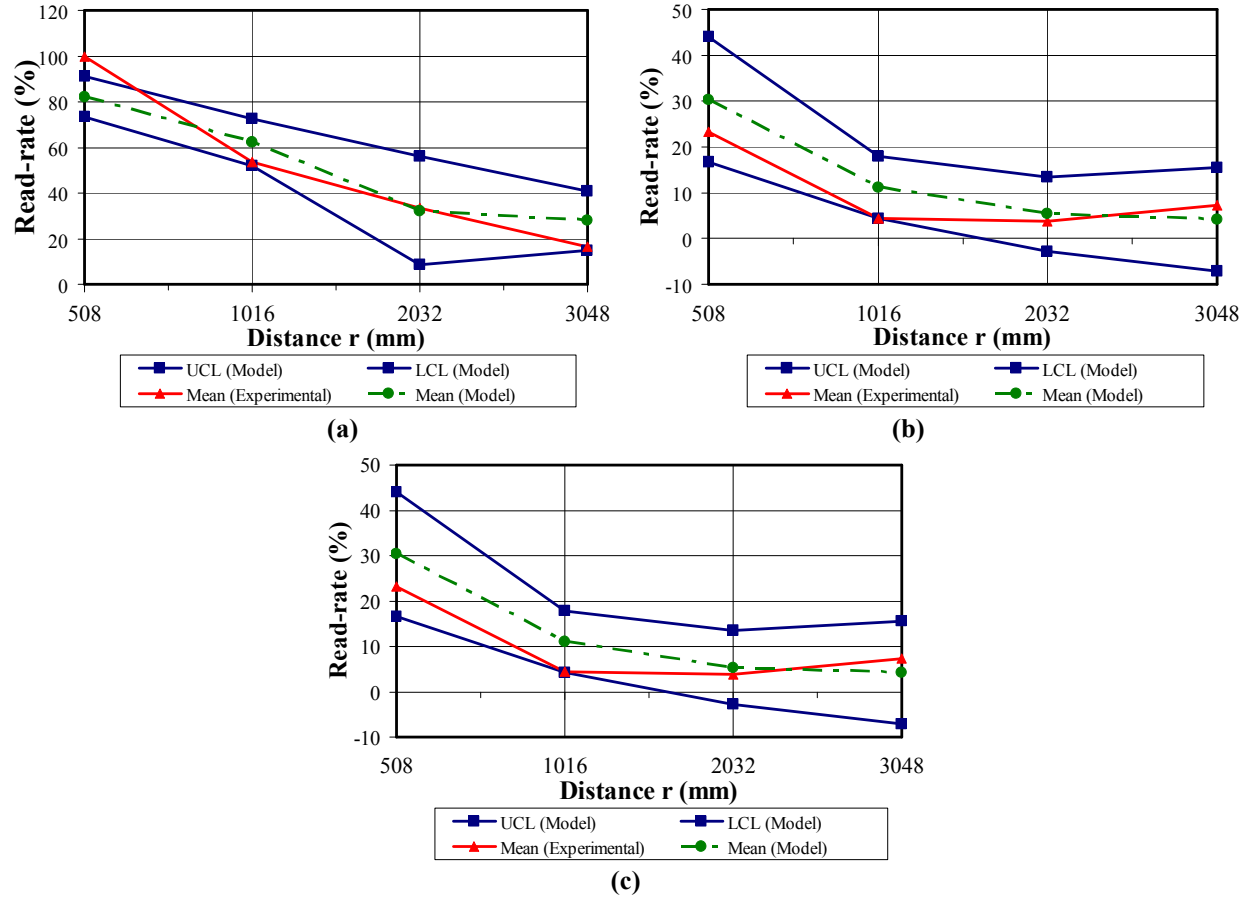 120
100
80
60
40
20
0
Read-rate (%)
508 1016 2032 3048
Distance r (mm)
UCL (Model) LCL (Model)
Mean (Experimental) Mean (Model)
(a)
50
40
30
20
10
0
-10
Read-rate (%)
508 1016 2032 3048
Distance r (mm)
UCL (Model) LCL (Model)
Mean (Experimental) Mean (Model)
(b)
50
40
30
20
10
0
-10
Read-rate (%)
508 1016 2032 3048
Distance r (mm)
UCL (Model) LCL (Model)
Mean (Experimental) Mean (Model)
(c)